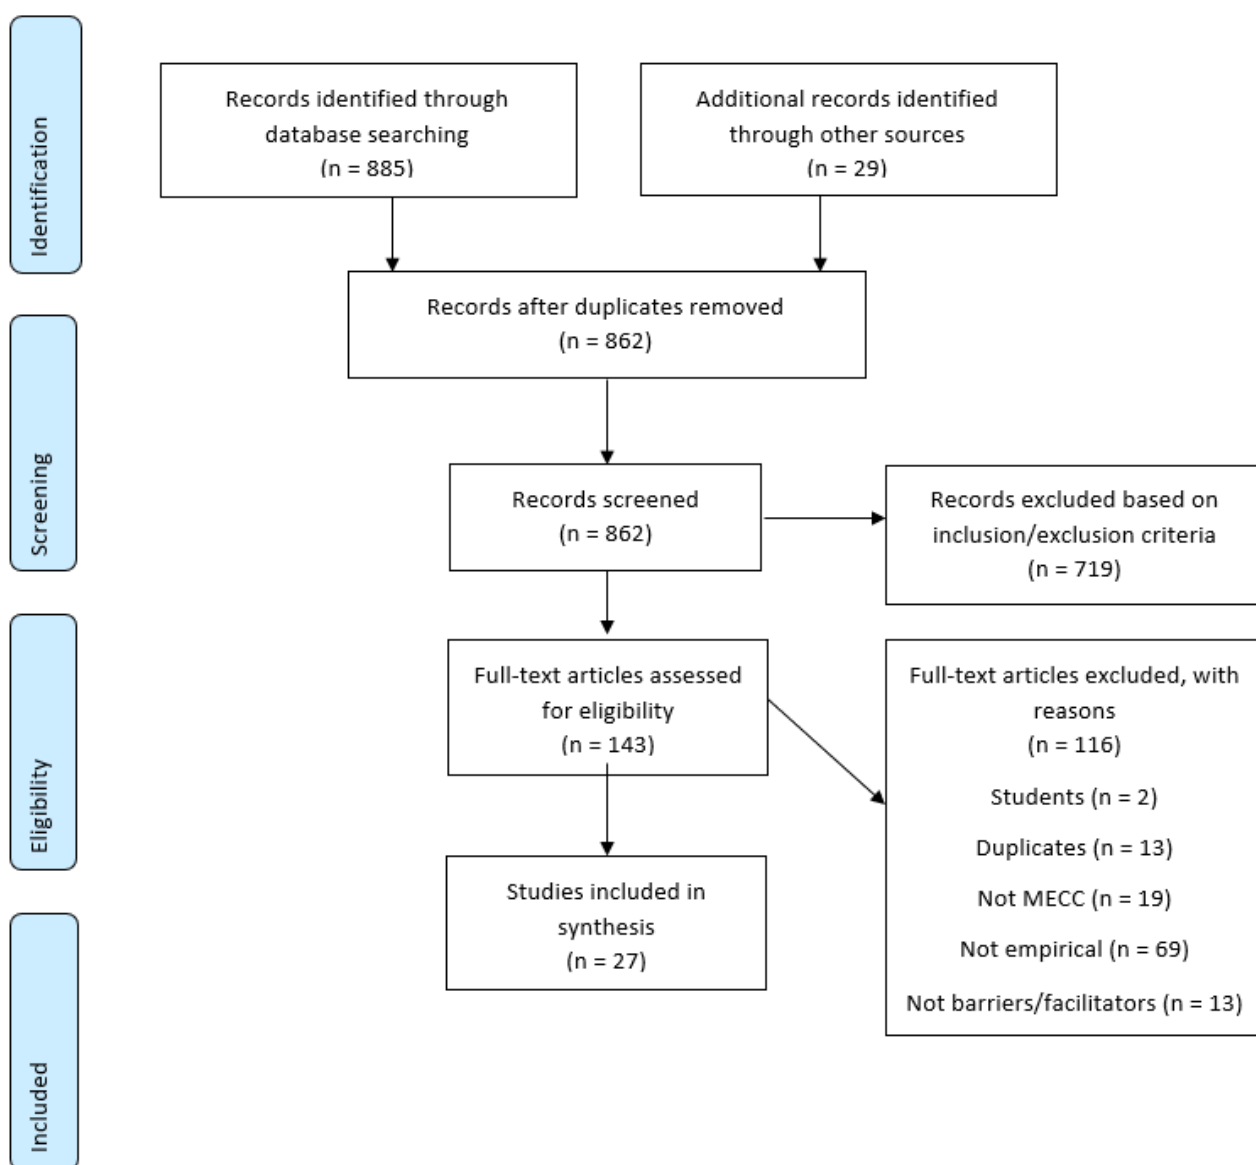 Identification
Records identified through
database searching
(n = 885)
Additional records identified
through other sources
(n = 29)
Records after duplicates removed
(n = 862)
Screening
Records screened
(n = 862)
Records excluded based on
inclusion/exclusion criteria
(n = 719)
Eligibility
Full-text articles assessed
for eligibility
(n = 143)
Full-text articles excluded, with
reasons
(n = 116)
Students (n = 2)
Duplicates (n = 13)
Not MECC (n = 19)
Not empirical (n = 69)
Not barriers/facilitators (n = 13)
Included
Studies included in
synthesis
(n = 27)